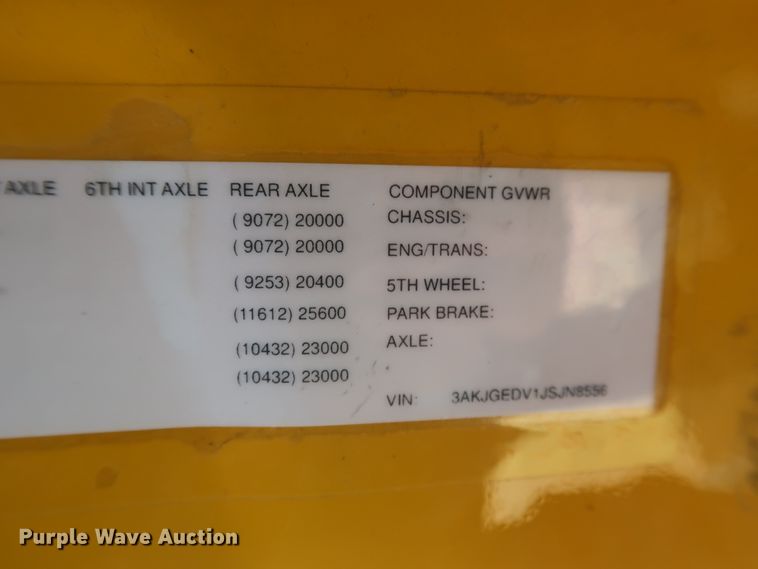 AXLE 6TH INT AXLE REAR AXLE COMPONENT GVWR
( 9072) 20000 CHASSIS:
( 9072) 20000 ENG/TRANS:
( 9253) 20400 5TH WHEEL:
(11612) 25600 PARK BRAKE:
(10432) 23000 AXLE:
(10432) 23000
VIN: 3AKJGEDV1JSJN8556
Purple Wave Auction